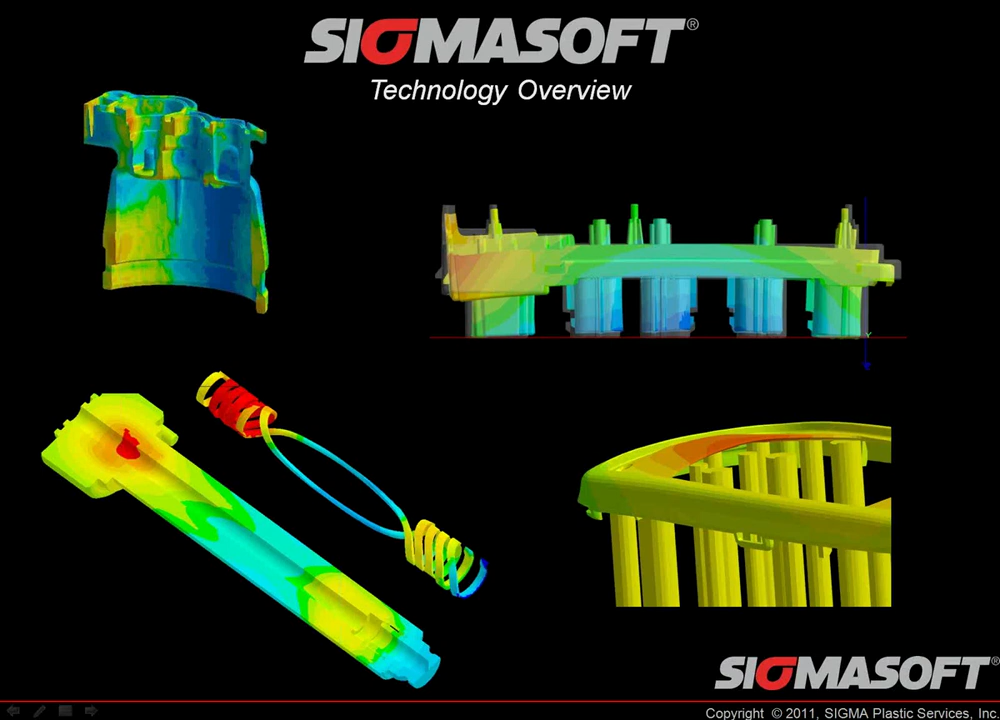 SIGMASOFT®
Technology Overview
Y
SIGMASOFT®
Copyright © 2011, SIGMA Plastic Services, Inc.